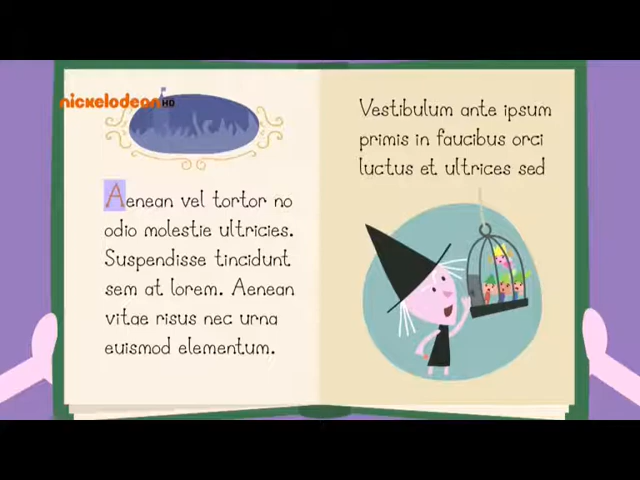 nickelodeon HD
Aenean vel tortor no
odio molestie ultricies.
Suspendisse tincidunt
sem at lorem. Aenean
vitae risus nec urna
euismod elementum.
Vestibulum ante ipsum
primis in faucibus orci
luctus et ultrices sed